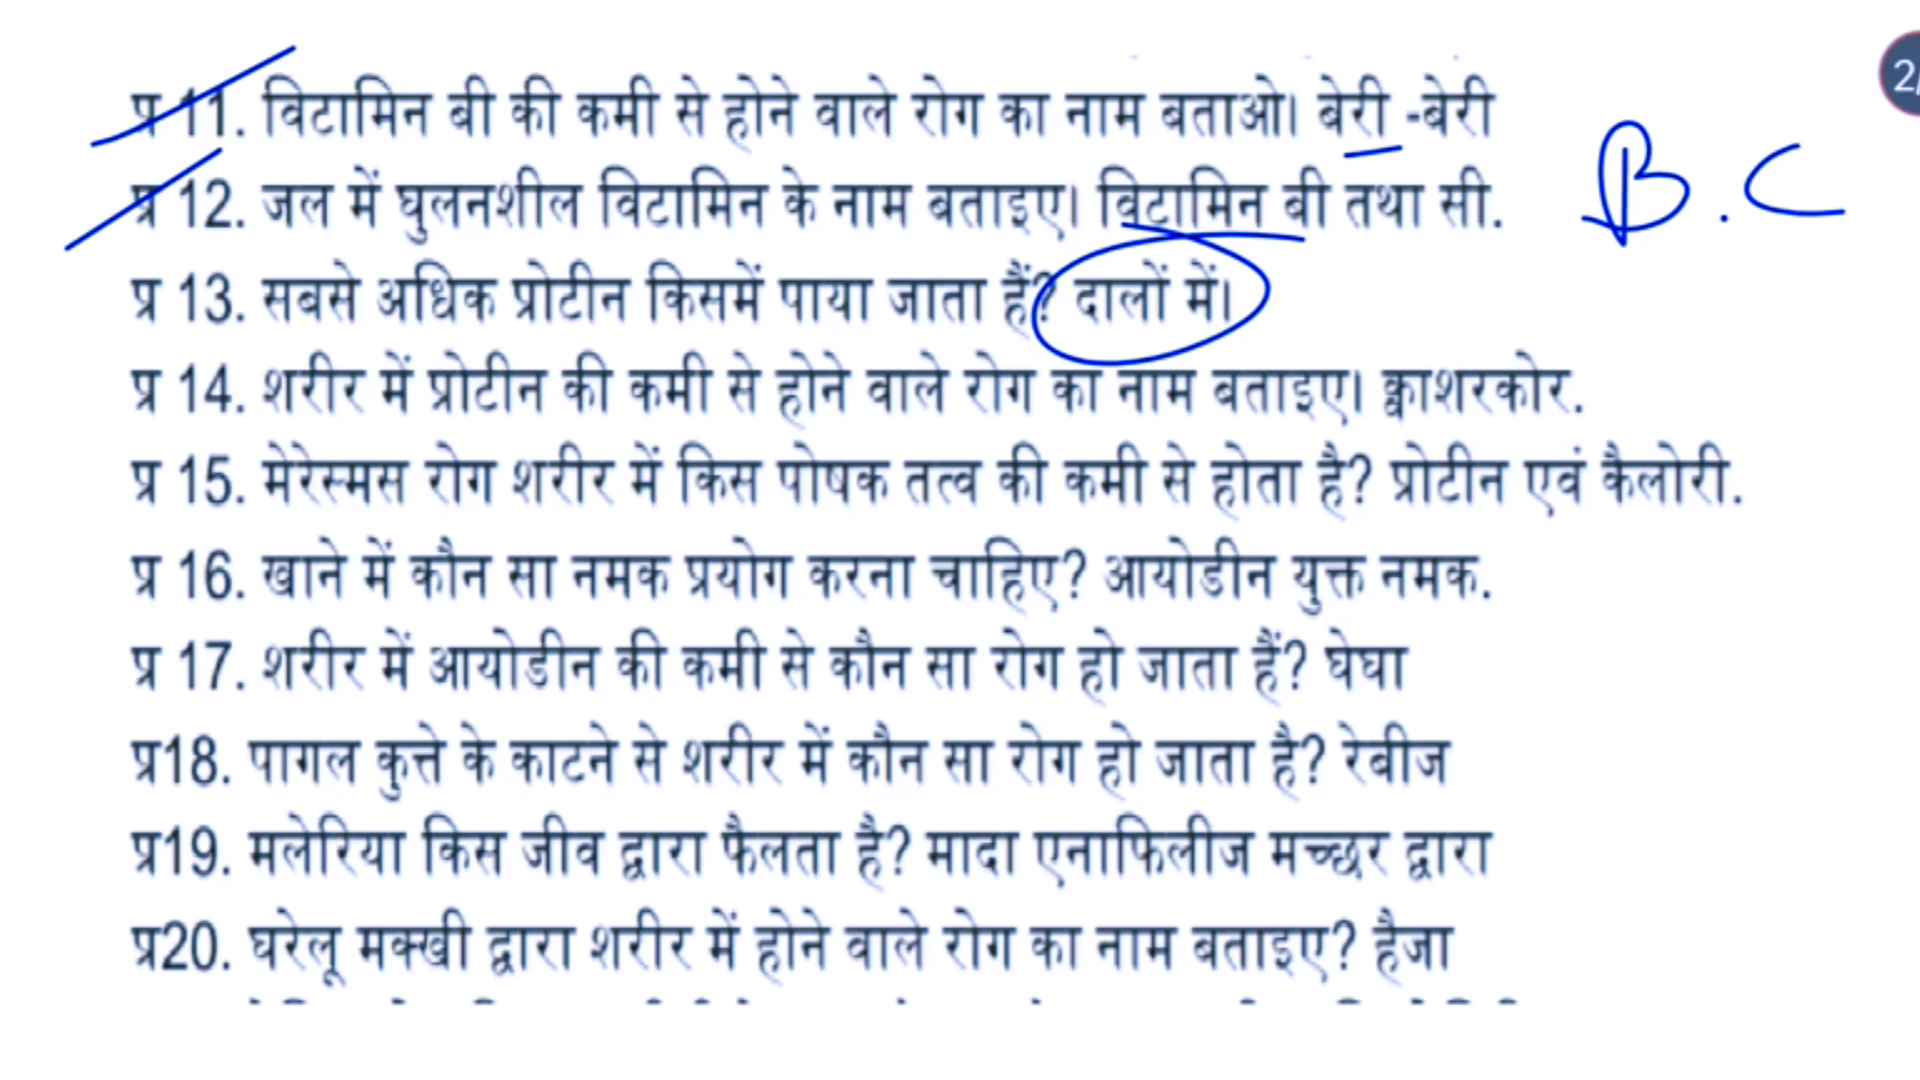 प्र 11. विटामिन बी की कमी से होने वाले रोग का नाम बताओ। बेरी -बेरी
प्र 12. जल में घुलनशील विटामिन के नाम बताइए। विटामिन बी तथा सी.
B.C
प्र 13. सबसे अधिक प्रोटीन किसमें पाया जाता हैं? दालों में।
प्र 14. शरीर में प्रोटीन की कमी से होने वाले रोग का नाम बताइए। क्वाशरकोर.
प्र 15. मेरेस्मस रोग शरीर में किस पोषक तत्व की कमी से होता है? प्रोटीन एवं कैलोरी.
प्र 16. खाने में कौन सा नमक प्रयोग करना चाहिए? आयोडीन युक्त नमक.
प्र 17. शरीर में आयोडीन की कमी से कौन सा रोग हो जाता हैं? घेघा
प्र18. पागल कुत्ते के काटने से शरीर में कौन सा रोग हो जाता है? रेबीज
प्र19. मलेरिया किस जीव द्वारा फैलता है? मादा एनाफिलीज मच्छर द्वारा
प्र20. घरेलू मक्खी द्वारा शरीर में होने वाले रोग का नाम बताइए? हैजा